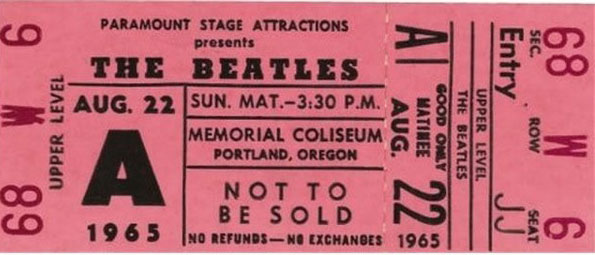 68 W 6
UPPER LEVEL
PARAMOUNT STAGE ATTRACTIONS
presents
THE BEATLES
AUG. 22
A
1965
SUN. MAT.-3:30 P.M.
MEMORIAL COLISEUM
PORTLAND, OREGON
NOT TO
BE SOLD
NO REFUNDS—NO EXCHANGES
A
GOOD ONLY
MATINEE
AUG. 22
1965
UPPER LEVEL
THE BEATLES
Entry JJ
SEC. ROW SEAT
68 W 6